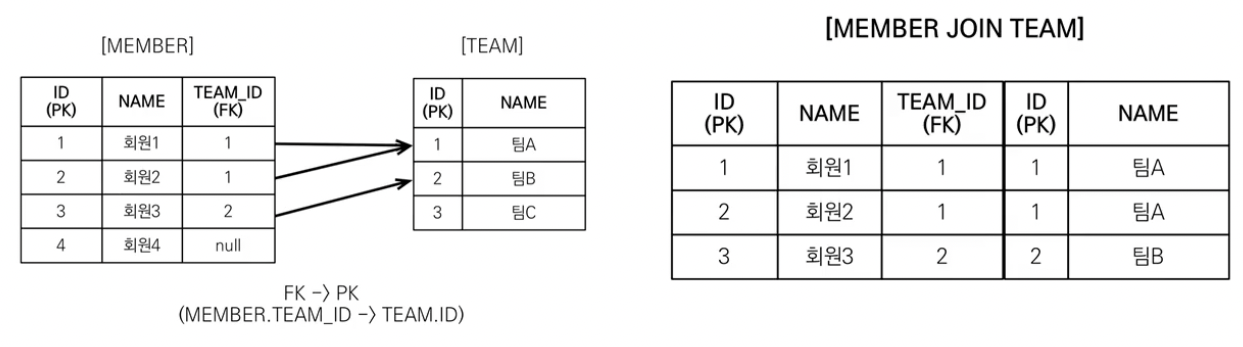 [MEMBER]
ID (PK) NAME TEAM_ID (FK)
1 회원1 1
2 회원2 1
3 회원3 2
4 회원4 null
[TEAM]
ID (PK) NAME
1 팀A
2 팀B
3 팀C
FK -> PK
(MEMBER.TEAM_ID -> TEAM.ID)
[MEMBER JOIN TEAM]
ID (PK) NAME TEAM_ID (FK) ID (PK) NAME
1 회원1 1 1 팀A
2 회원2 1 1 팀A
3 회원3 2 2 팀B